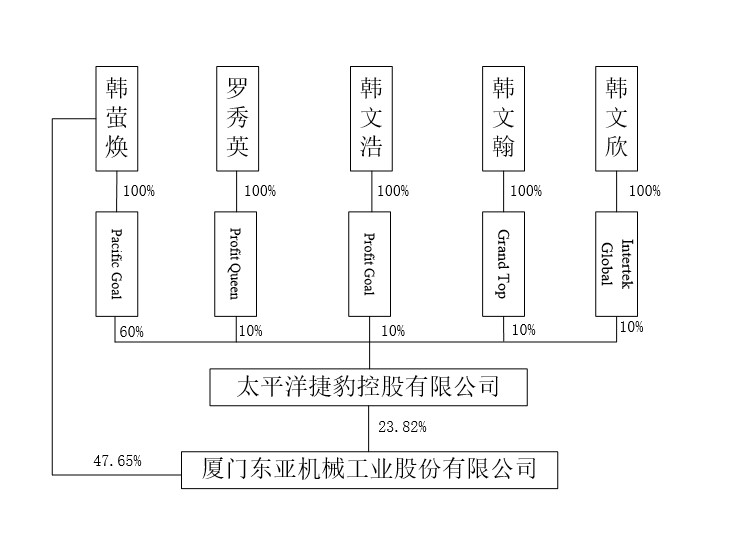 韩萤焕
罗秀英
韩文浩
韩文翰
韩文欣
100%
100%
100%
100%
100%
Pacific Goal
Profit Queen
Profit Goal
Grand Top
Intertek
Global
60%
10%
10%
10%
10%
太平洋捷豹控股有限公司
23.82%
47.65%
厦门东亚机械工业股份有限公司